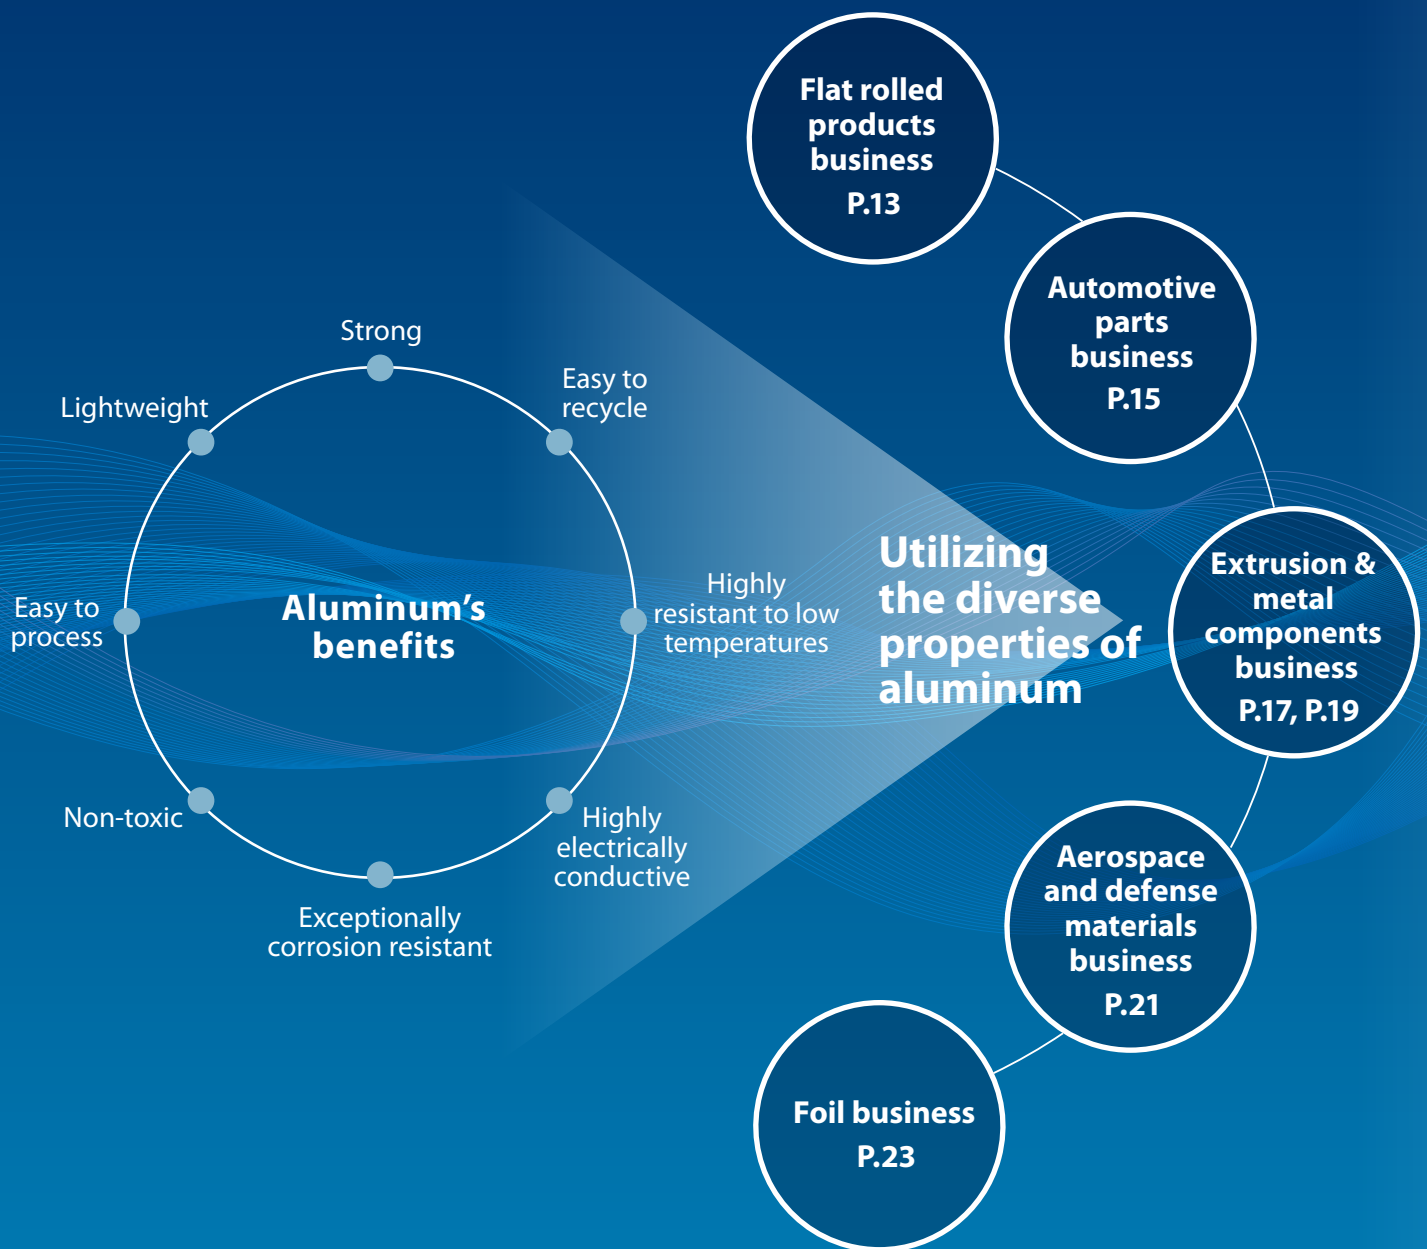 Strong
Easy to
recycle
Lightweight
Highly
resistant to low
temperatures
Easy to
process
Aluminum’s
benefits
Non-toxic
Highly
electrically
conductive
Exceptionally
corrosion resistant
Utilizing
the diverse
properties of
aluminum
Flat rolled
products
business
P.13
Automotive
parts
business
P.15
Extrusion &
metal
components
business
P.17, P.19
Aerospace
and defense
materials
business
P.21
Foil business
P.23